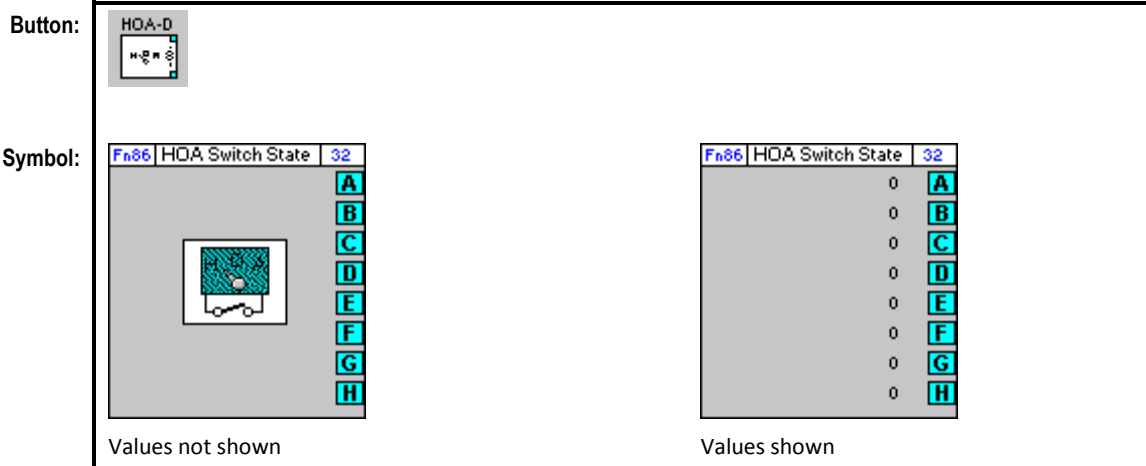 Button:
HOA-D
Symbol:
Fn86 HOA Switch State 32
A
B
C
D
E
F
G
H
Values not shown
Fn86 HOA Switch State 32
0 A
0 B
0 C
0 D
0 E
0 F
0 G
0 H
Values shown